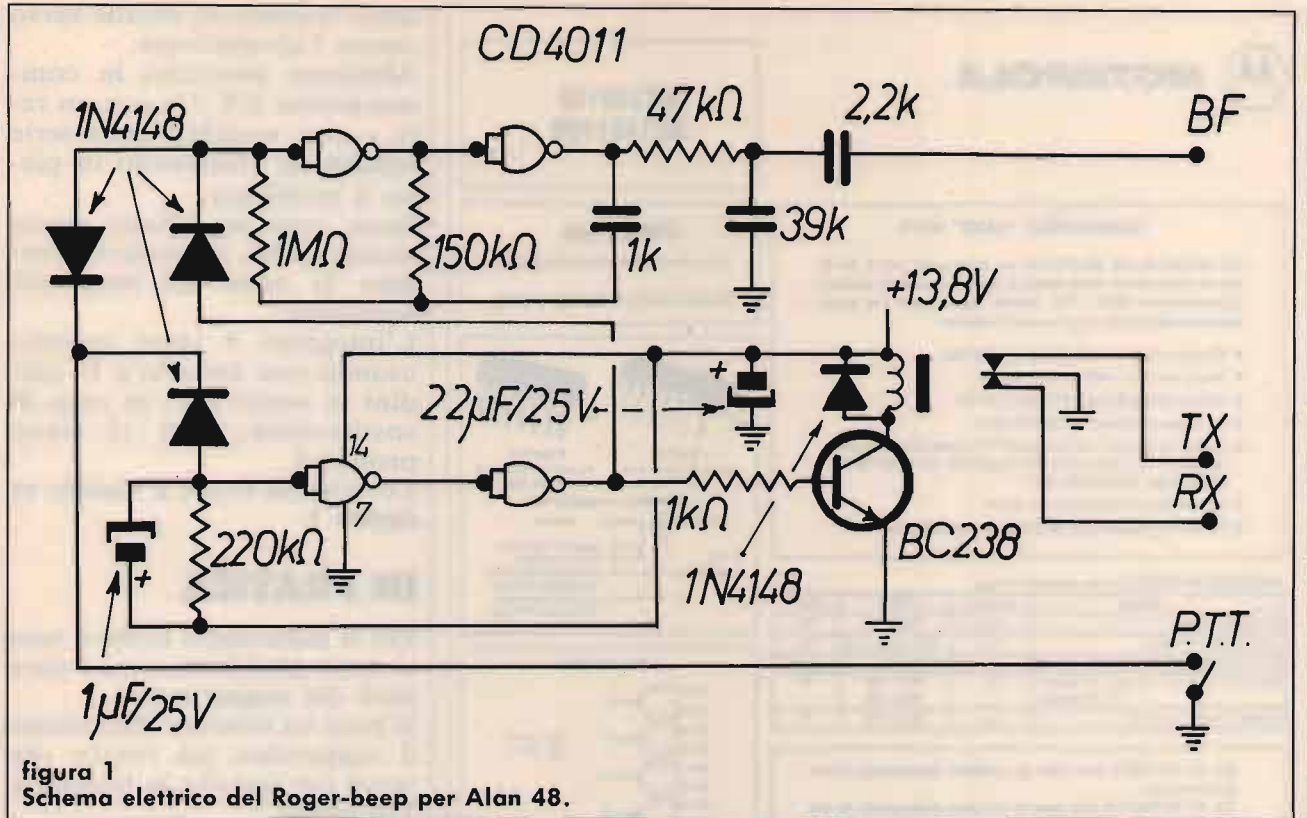 CD4011
1N4148
47kΩ
2,2k
BF
1MΩ
150kΩ
1k
39k
+13,8V
22µF/25V
+
14
7
220kΩ
1kΩ
TX
RX
BC238
1N4148
+
P.T.T.
1µF/25V
figura 1
Schema elettrico del Roger-beep per Alan 48.